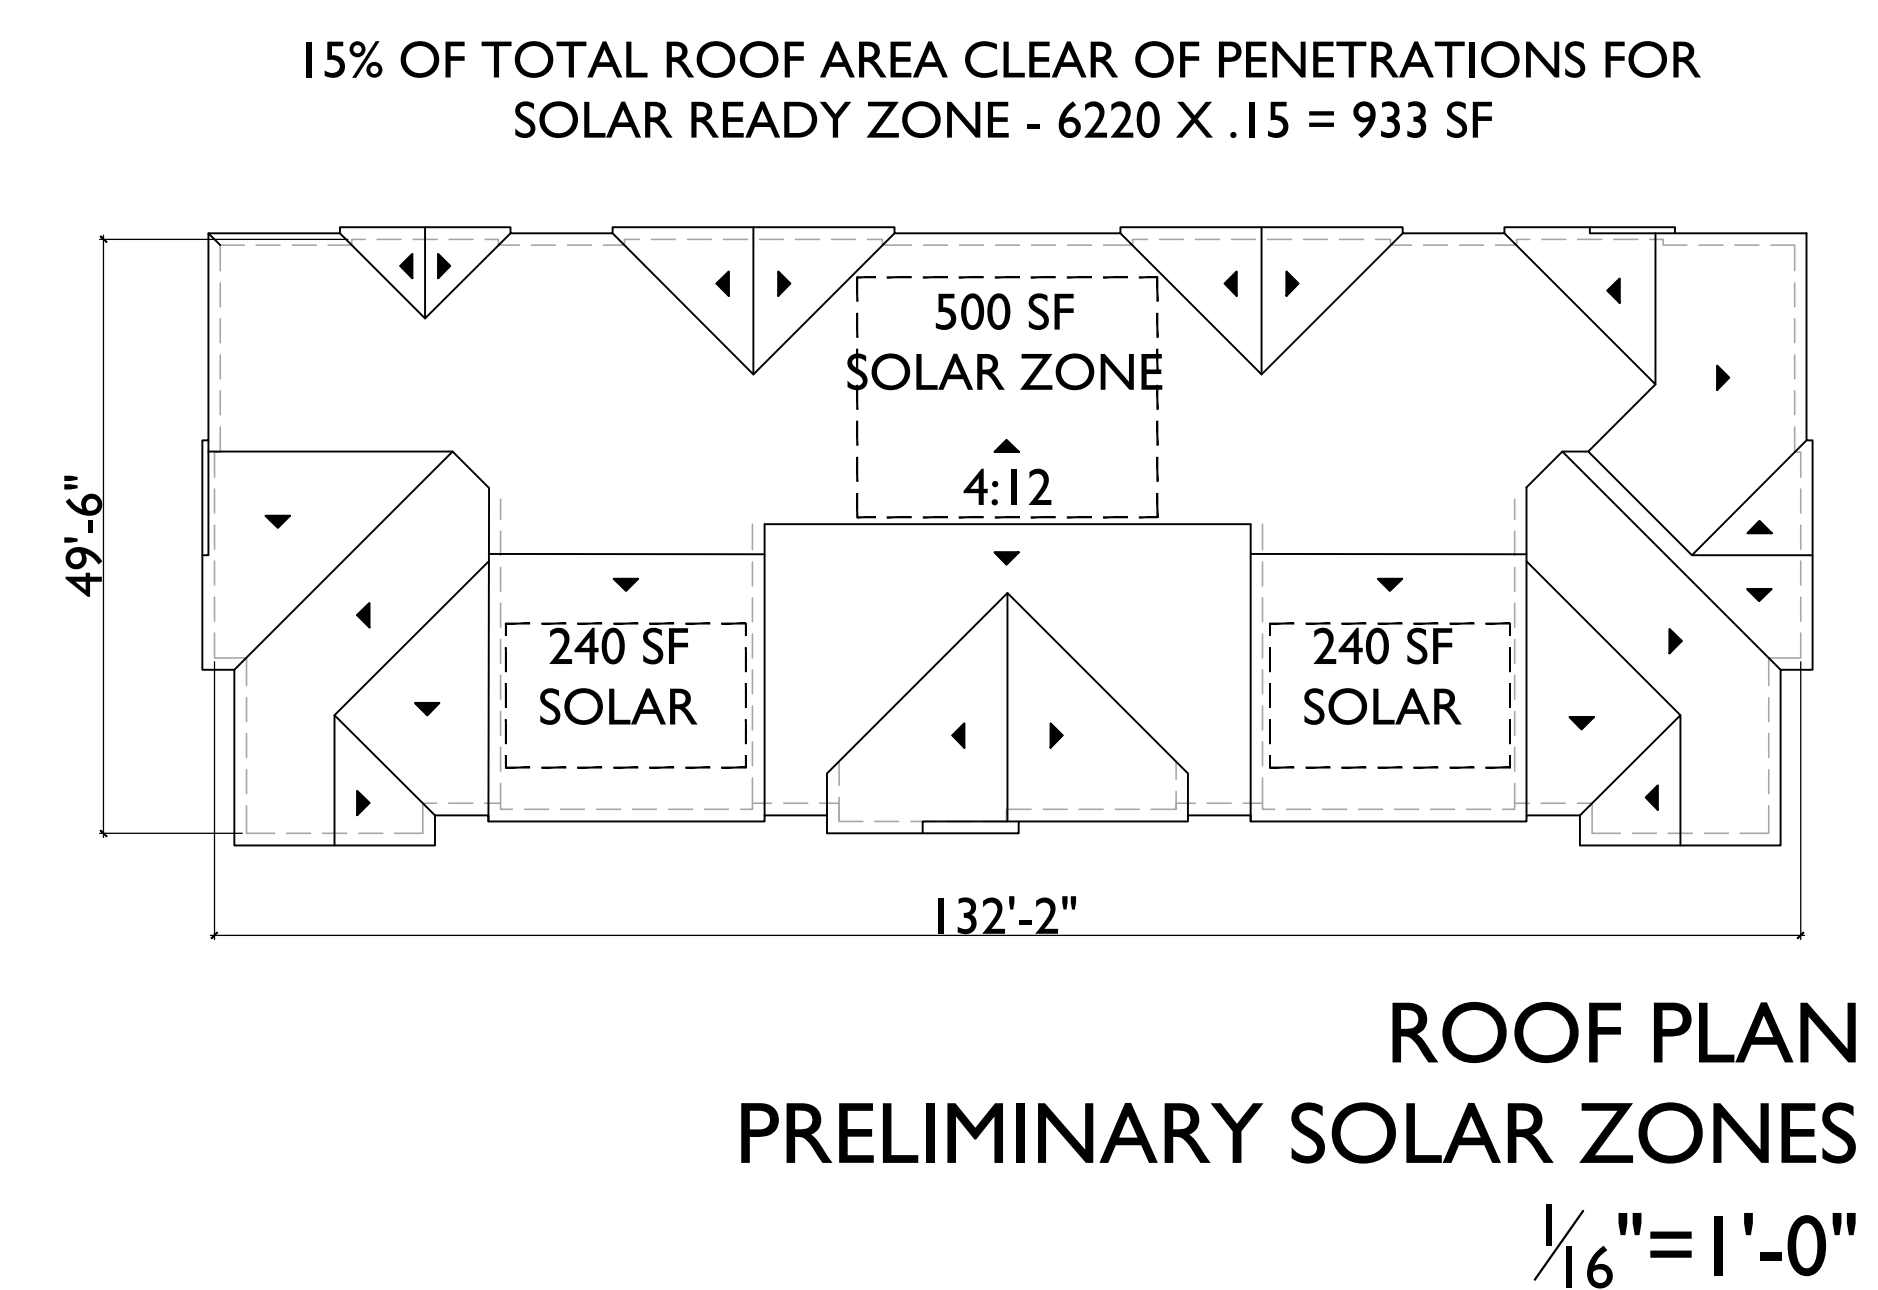 15% OF TOTAL ROOF AREA CLEAR OF PENETRATIONS FOR
SOLAR READY ZONE - 6220 X .15 = 933 SF
500 SF
SOLAR ZONE
4:12
49'-6"
240 SF
SOLAR
240 SF
SOLAR
132'-2"
ROOF PLAN
PRELIMINARY SOLAR ZONES
1/16"=1'-0"